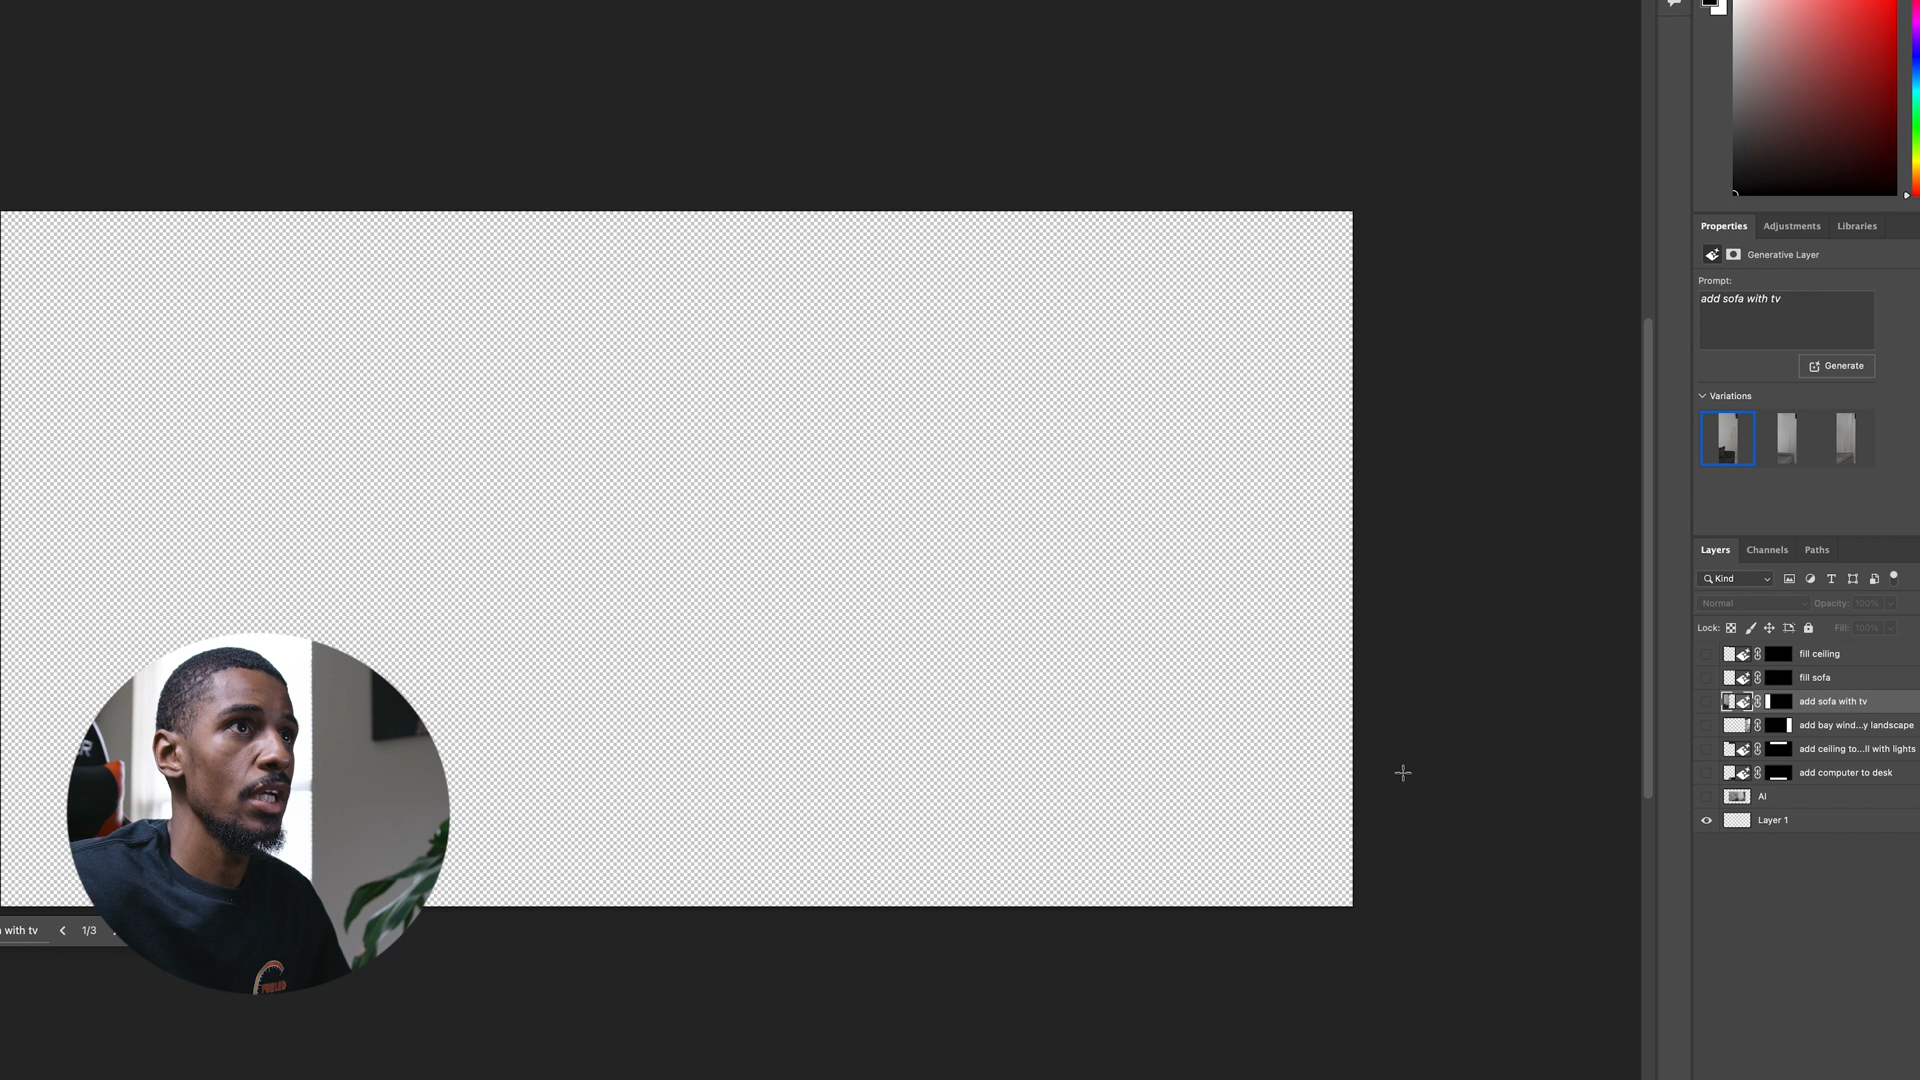 Properties
Adjustments
Libraries
Generative Layer
Prompt:
add sofa with tv
Generate
Variations
Layers
Channels
Paths
Kind
Normal
Opacity: 100%
Lock:
Fill: 100%
fill ceiling
fill sofa
add sofa with tv
add bay wind...y landscape
add ceiling to...ll with lights
add computer to desk
AI
Layer 1
with tv
1/3